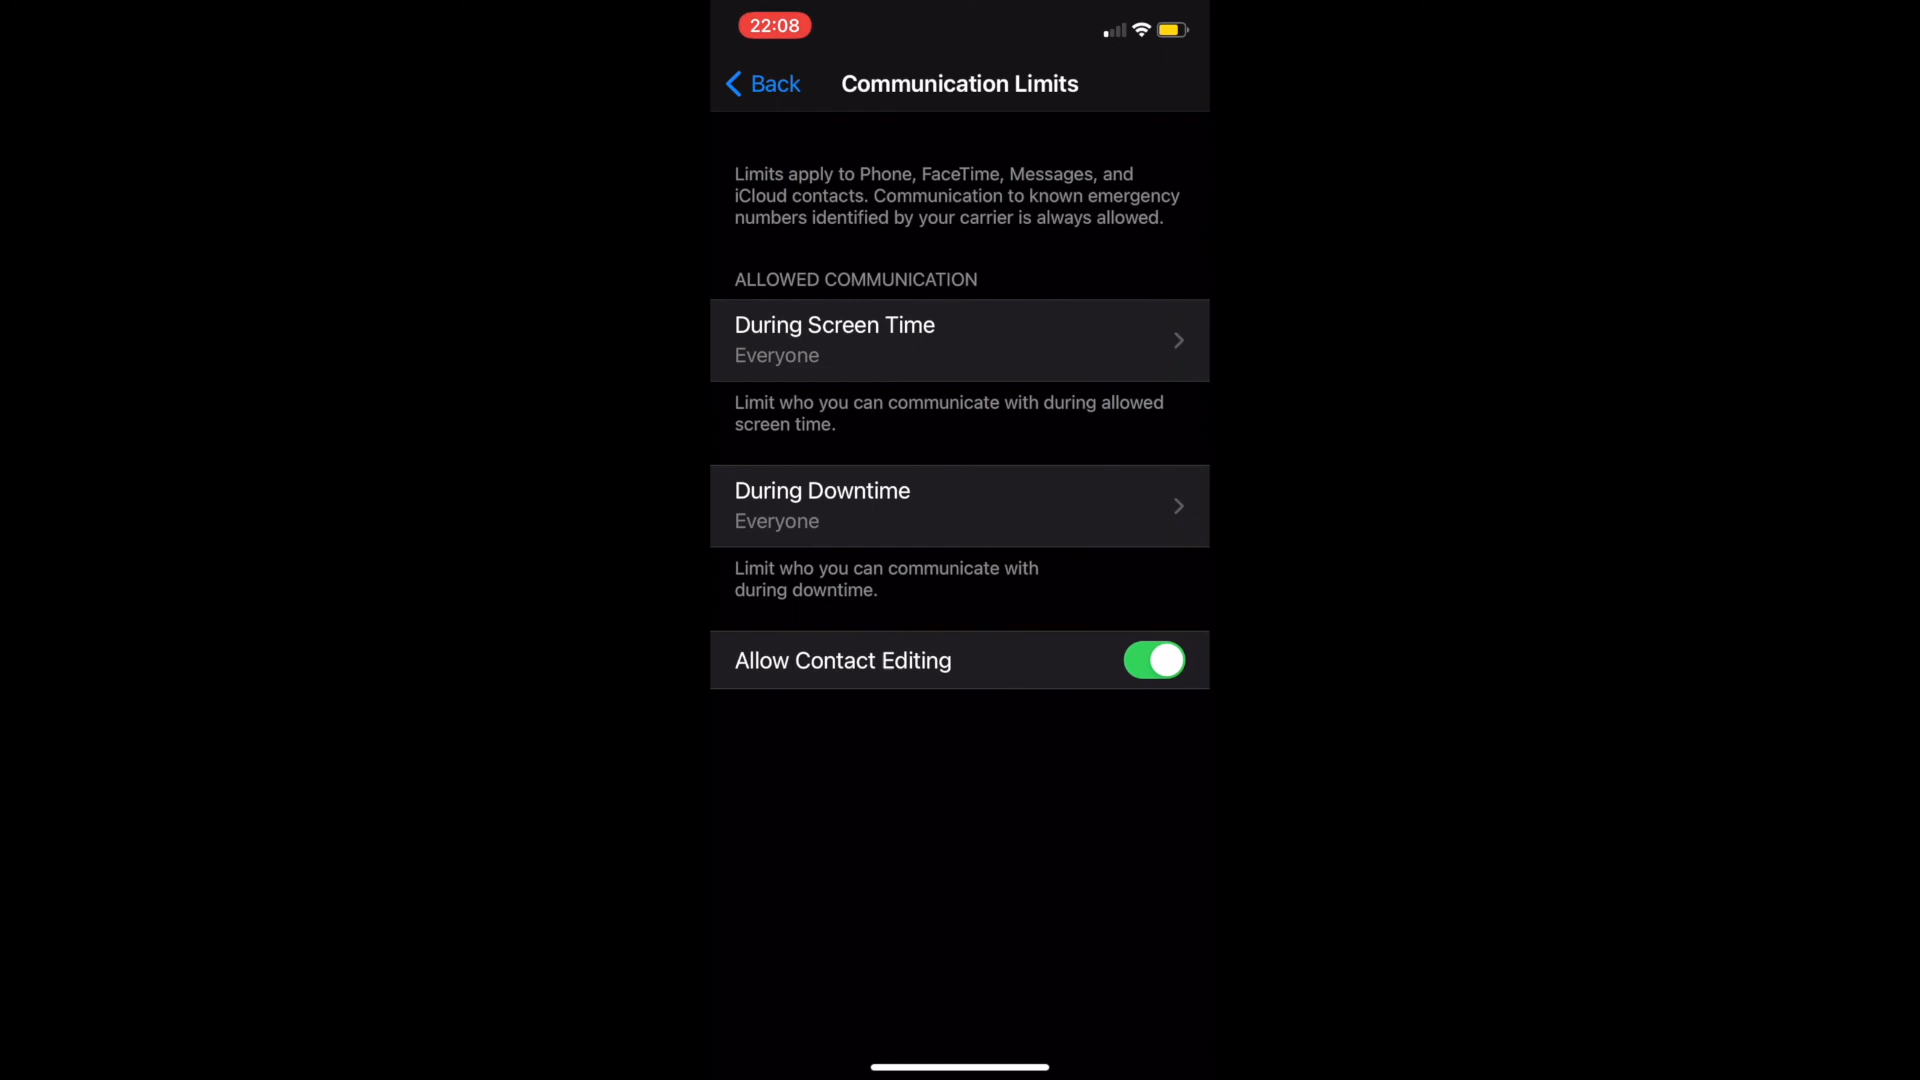 22:08
Back
Communication Limits
Limits apply to Phone, FaceTime, Messages, and
iCloud contacts. Communication to known emergency
numbers identified by your carrier is always allowed.
ALLOWED COMMUNICATION
During Screen Time
Everyone
Limit who you can communicate with during allowed
screen time.
During Downtime
Everyone
Limit who you can communicate with
during downtime.
Allow Contact Editing